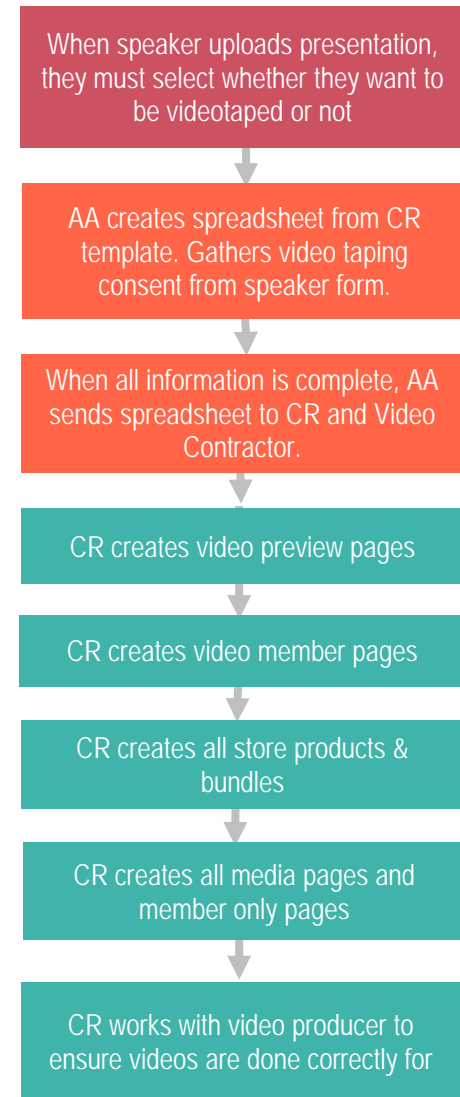 When speaker uploads presentation,
they must select whether they want to
be videotaped or not
AA creates spreadsheet from CR
template. Gathers video taping
consent from speaker form.
When all information is complete, AA
sends spreadsheet to CR and Video
Contractor.
CR creates video preview pages
CR creates video member pages
CR creates all store products &
bundles
CR creates all media pages and
member only pages
CR works with video producer to
ensure videos are done correctly for